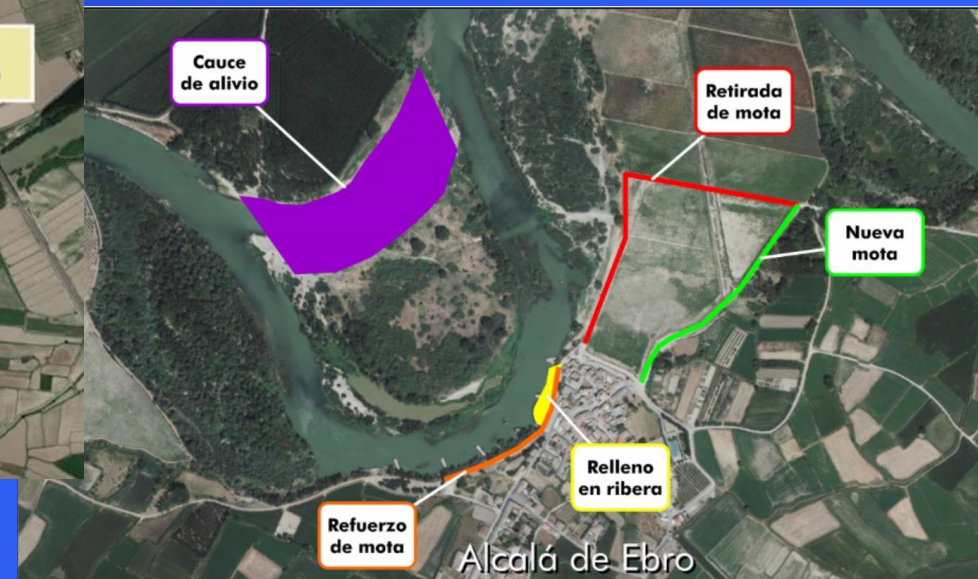 Cauce
de alivio
Retirada
de mota
Nueva
mota
Relleno
en ribera
Refuerzo
de mota
Alcalá de Ebro